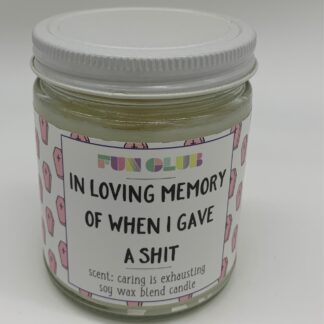 FUN CLUB
IN LOVING MEMORY
OF WHEN I GAVE
A SHIT
scent: caring is exhausting
soy wax blend candle